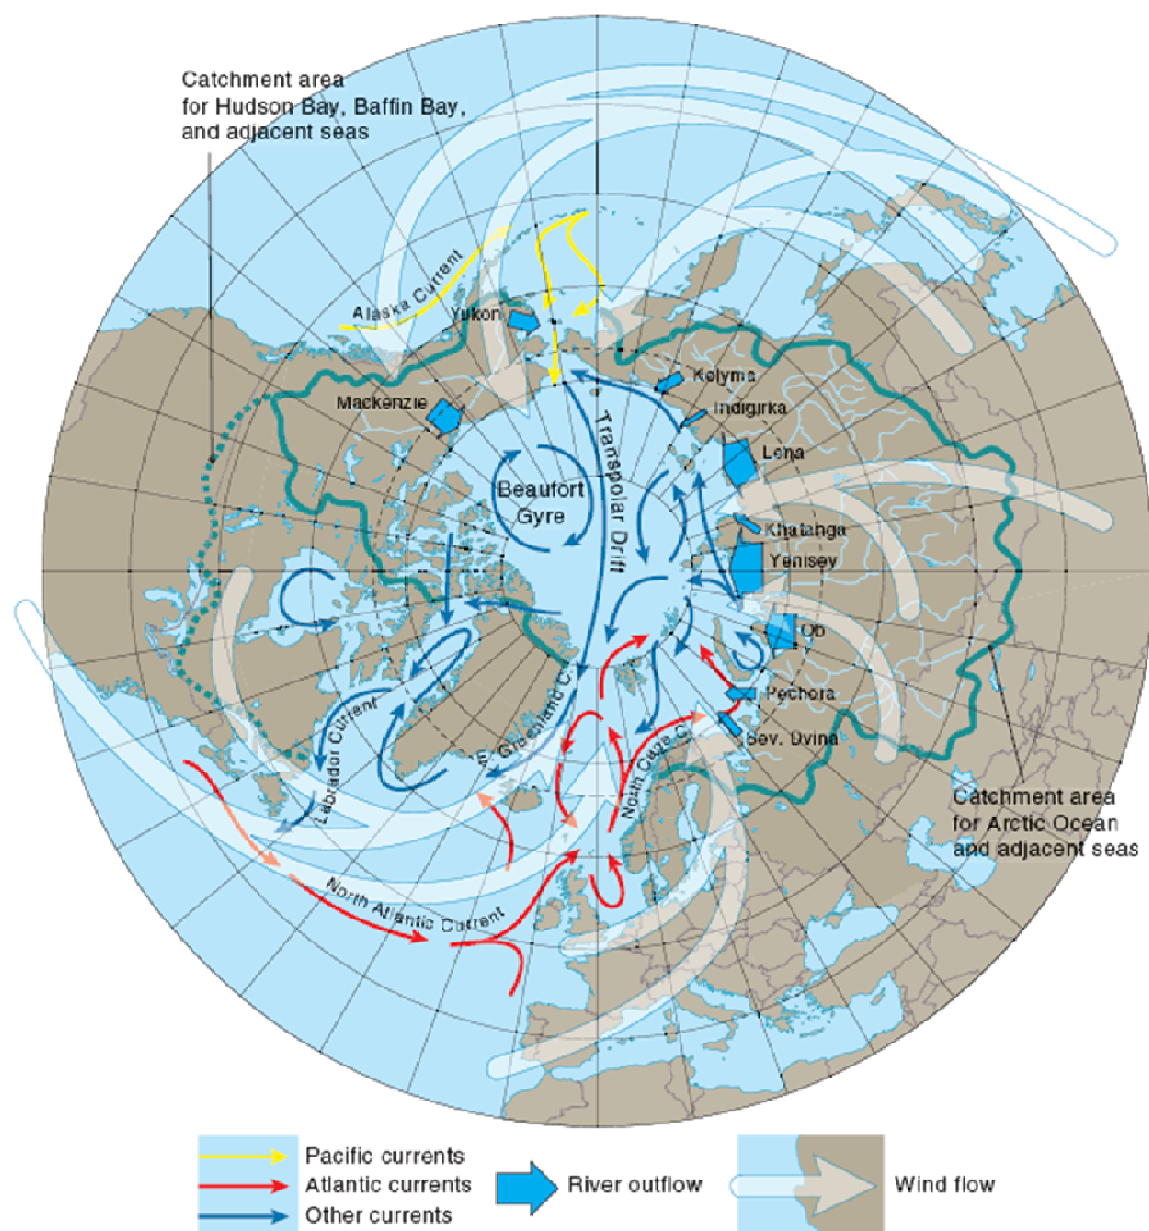 Catchment area
for Hudson Bay, Baffin Bay,
and adjacent seas
Alaska Current
Yukon
Mackenzie
Kolyma
Indigirka
Lena
Khatanga
Yenisey
Ob
Pechora
Sev. Dvina
Transpolar Drift
Beaufort
Gyre
E. Greenland C.
Labrador Current
North Cape C.
North Atlantic Current
Catchment area
for Arctic Ocean
and adjacent seas
Pacific currents
Atlantic currents
Other currents
River outflow
Wind flow